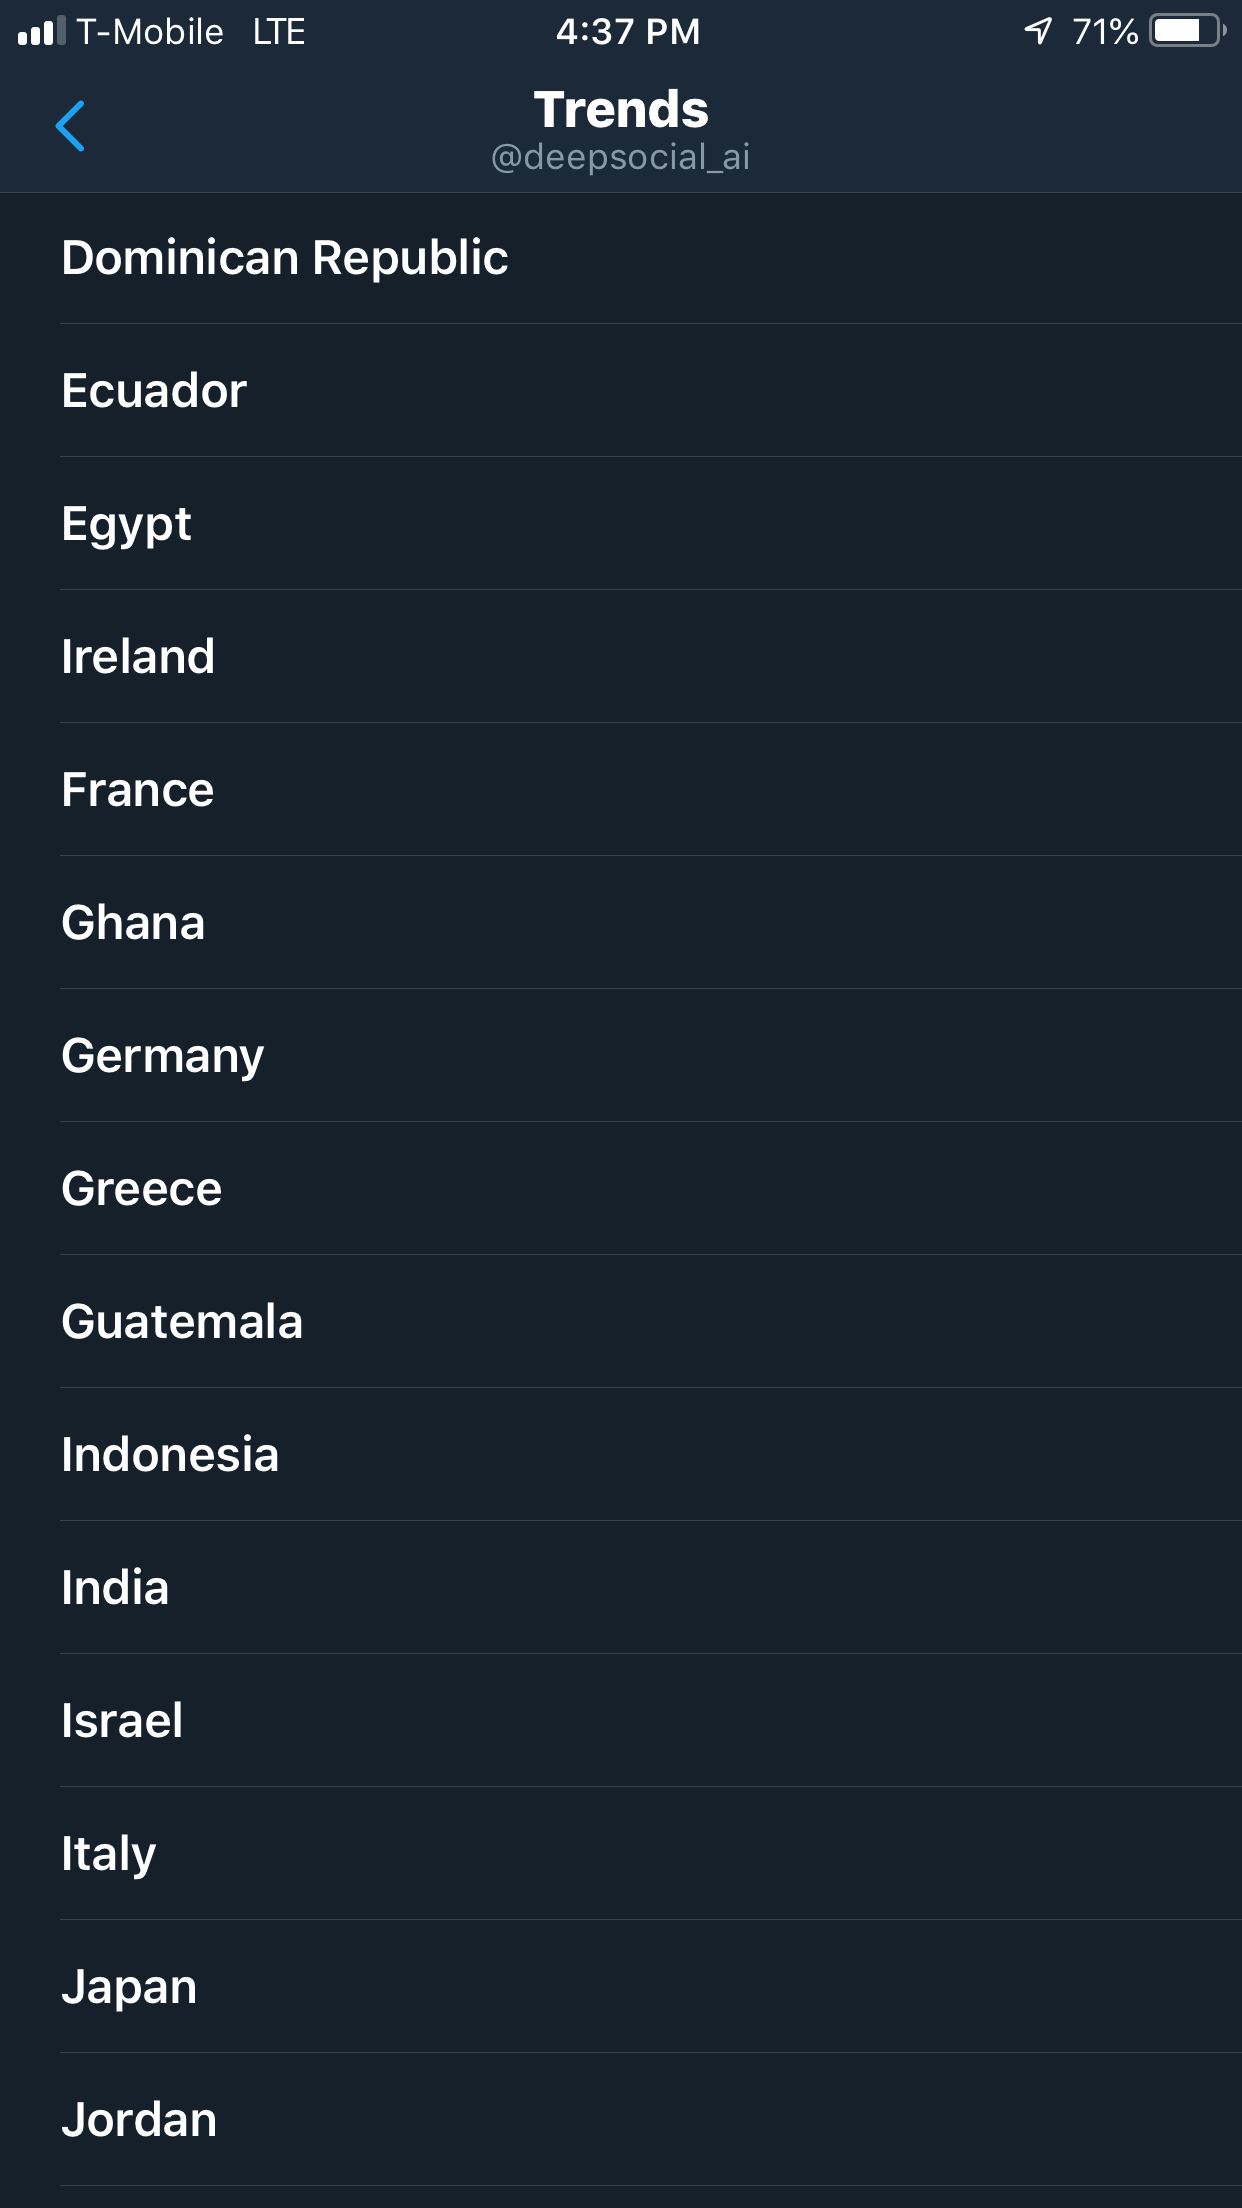 T-Mobile LTE 4:37 PM 71%
Trends
@deepsocial_ai
Dominican Republic
Ecuador
Egypt
Ireland
France
Ghana
Germany
Greece
Guatemala
Indonesia
India
Israel
Italy
Japan
Jordan